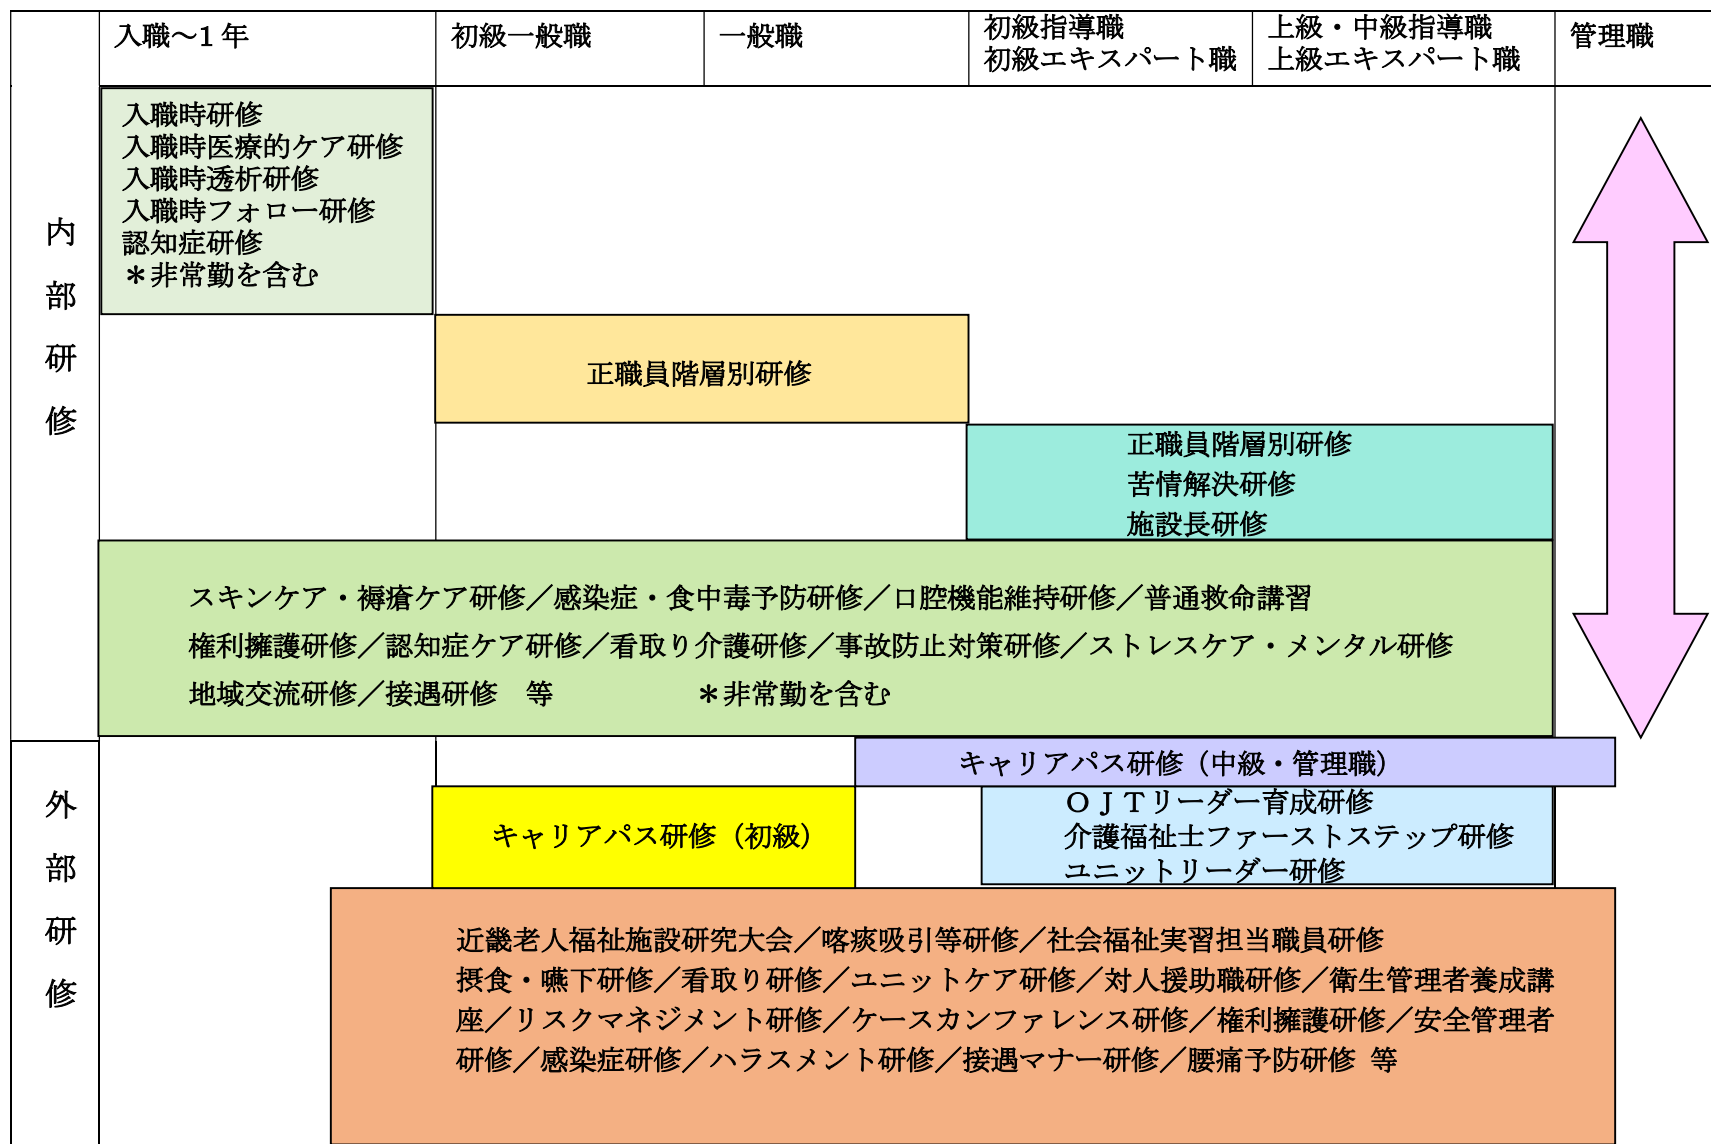 入職～1年
初級一般職
一般職
初級指導職
初級エキスパート職
上級・中級指導職
上級エキスパート職
管理職
内部研修
入職時研修
入職時医療的ケア研修
入職時透析研修
入職時フォロー研修
認知症研修
＊非常勤を含む
正職員階層別研修
正職員階層別研修
苦情解決研修
施設長研修
スキンケア・褥瘡ケア研修／感染症・食中毒予防研修／口腔機能維持研修／普通救命講習
権利擁護研修／認知症ケア研修／看取り介護研修／事故防止対策研修／ストレスケア・メンタル研修
地域交流研修／接遇研修　等　　　　　＊非常勤を含む
外部研修
キャリアパス研修（中級・管理職）
キャリアパス研修（初級）
ＯＪＴリーダー育成研修
介護福祉士ファーストステップ研修
ユニットリーダー研修
近畿老人福祉施設研究大会／喀痰吸引等研修／社会福祉実習担当職員研修
摂食・嚥下研修／看取り研修／ユニットケア研修／対人援助職研修／衛生管理者養成講
座／リスクマネジメント研修／ケースカンファレンス研修／権利擁護研修／安全管理者
研修／感染症研修／ハラスメント研修／接遇マナー研修／腰痛予防研修 等